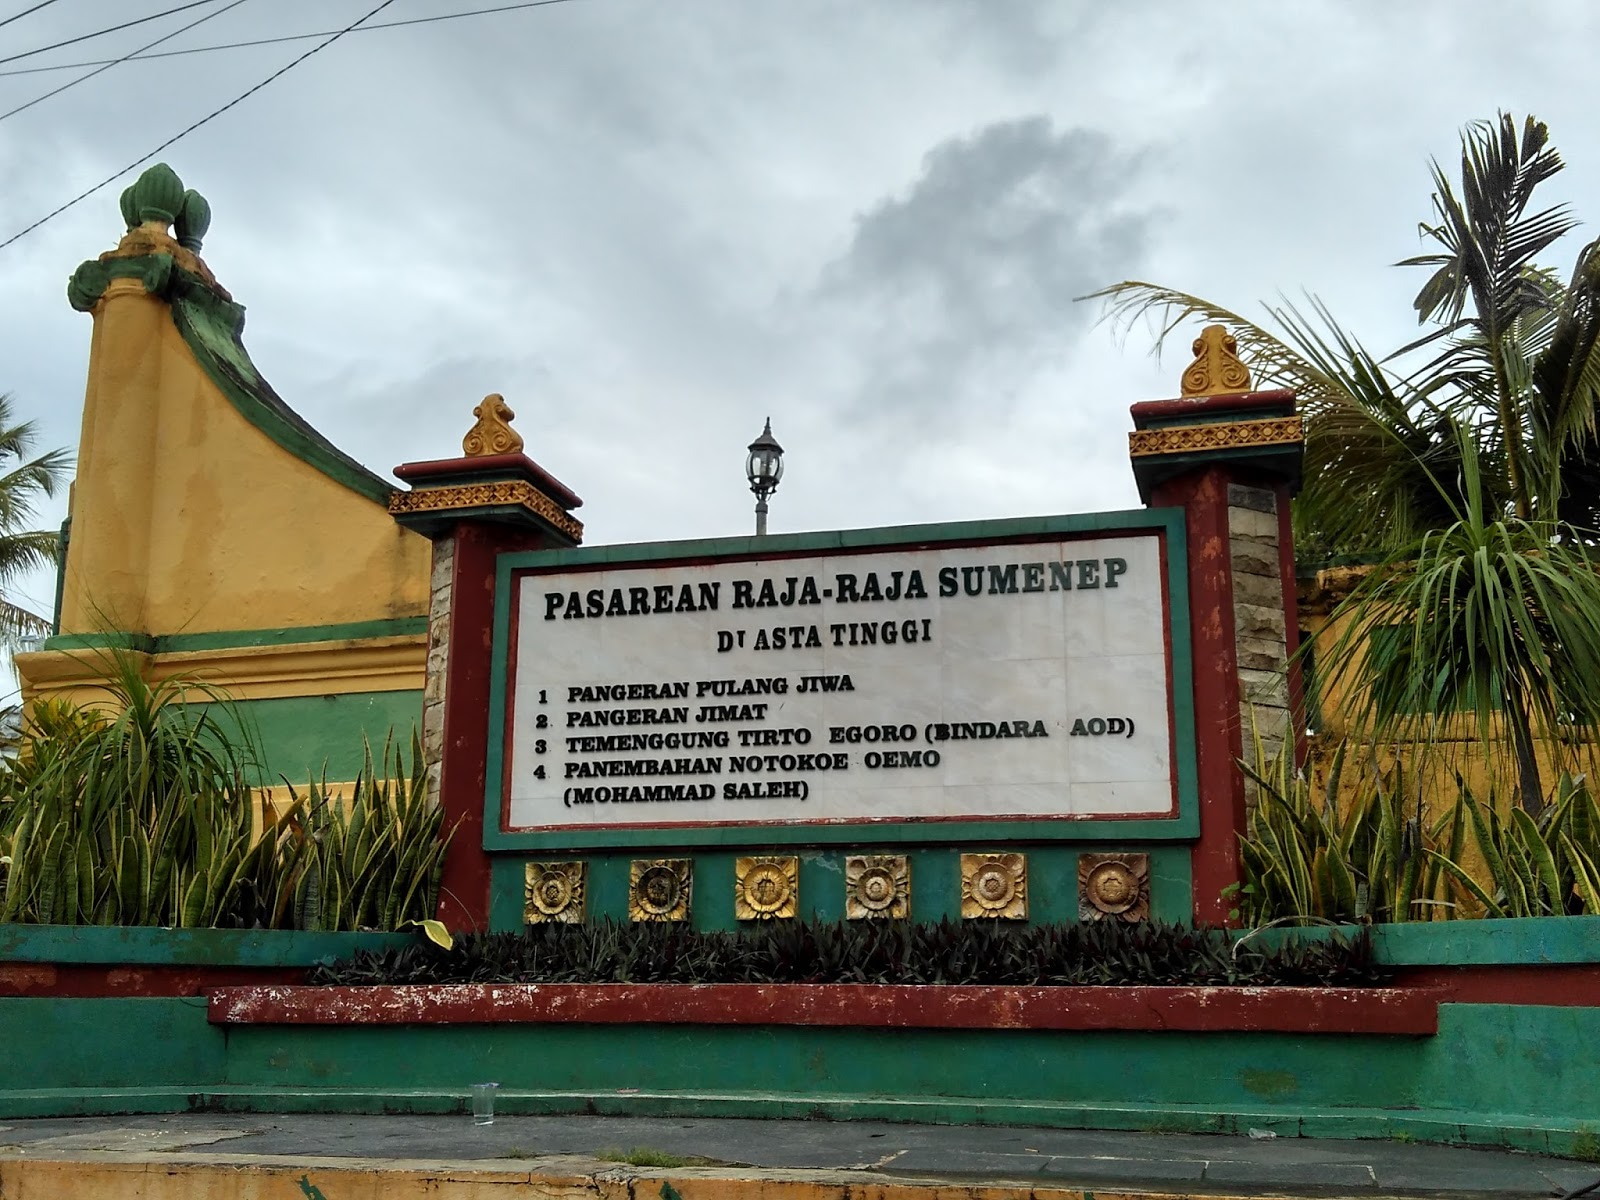 PASAREAN RAJA-RAJA SUMENEP
DI ASTA TINGGI
1 PANGERAN PULANG JIWA
2 PANGERAN JIMAT
3 TEMENGGUNG TIRTO EGORO (BINDARA AOD)
4 PANEMBAHAN NOTOKOE OEMO
(MOHAMMAD SALEH)